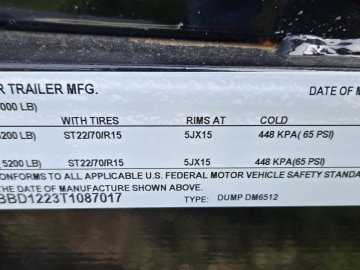 R TRAILER MFG. DATE OF M
000 LB)
WITH TIRES RIMS AT COLD
5200 LB) ST22/70/R15 5JX15 448 KPA( 65 PSI)
5200 LB) ST22/70/R15 5JX15 448 KPA( 65 PSI)
ONFORMS TO ALL APPLICABLE U.S. FEDERAL MOTOR VEHICLE SAFETY STANDA
DATE OF MANUFACTURE SHOWN ABOVE.
BBD1223T1087017 TYPE: DUMP DM6512